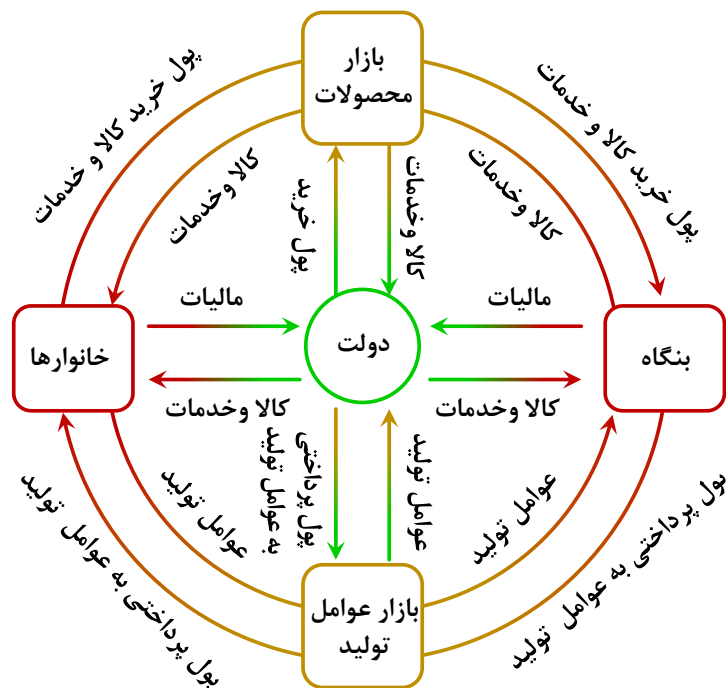 بازار
محصولات
پول خرید کالا و خدمات
پول خرید کالا و خدمات
کالا وخدمات
کالا وخدمات
پول خرید
کالا وخدمات
مالیات
مالیات
بنگاه
دولت
خانوارها
کالا وخدمات
کالا وخدمات
عوامل تولید
پول پرداختی
به عوامل تولید
عوامل تولید
عوامل تولید
پول پرداختی به عوامل تولید
پول پرداختی به عوامل تولید
بازار عوامل
تولید